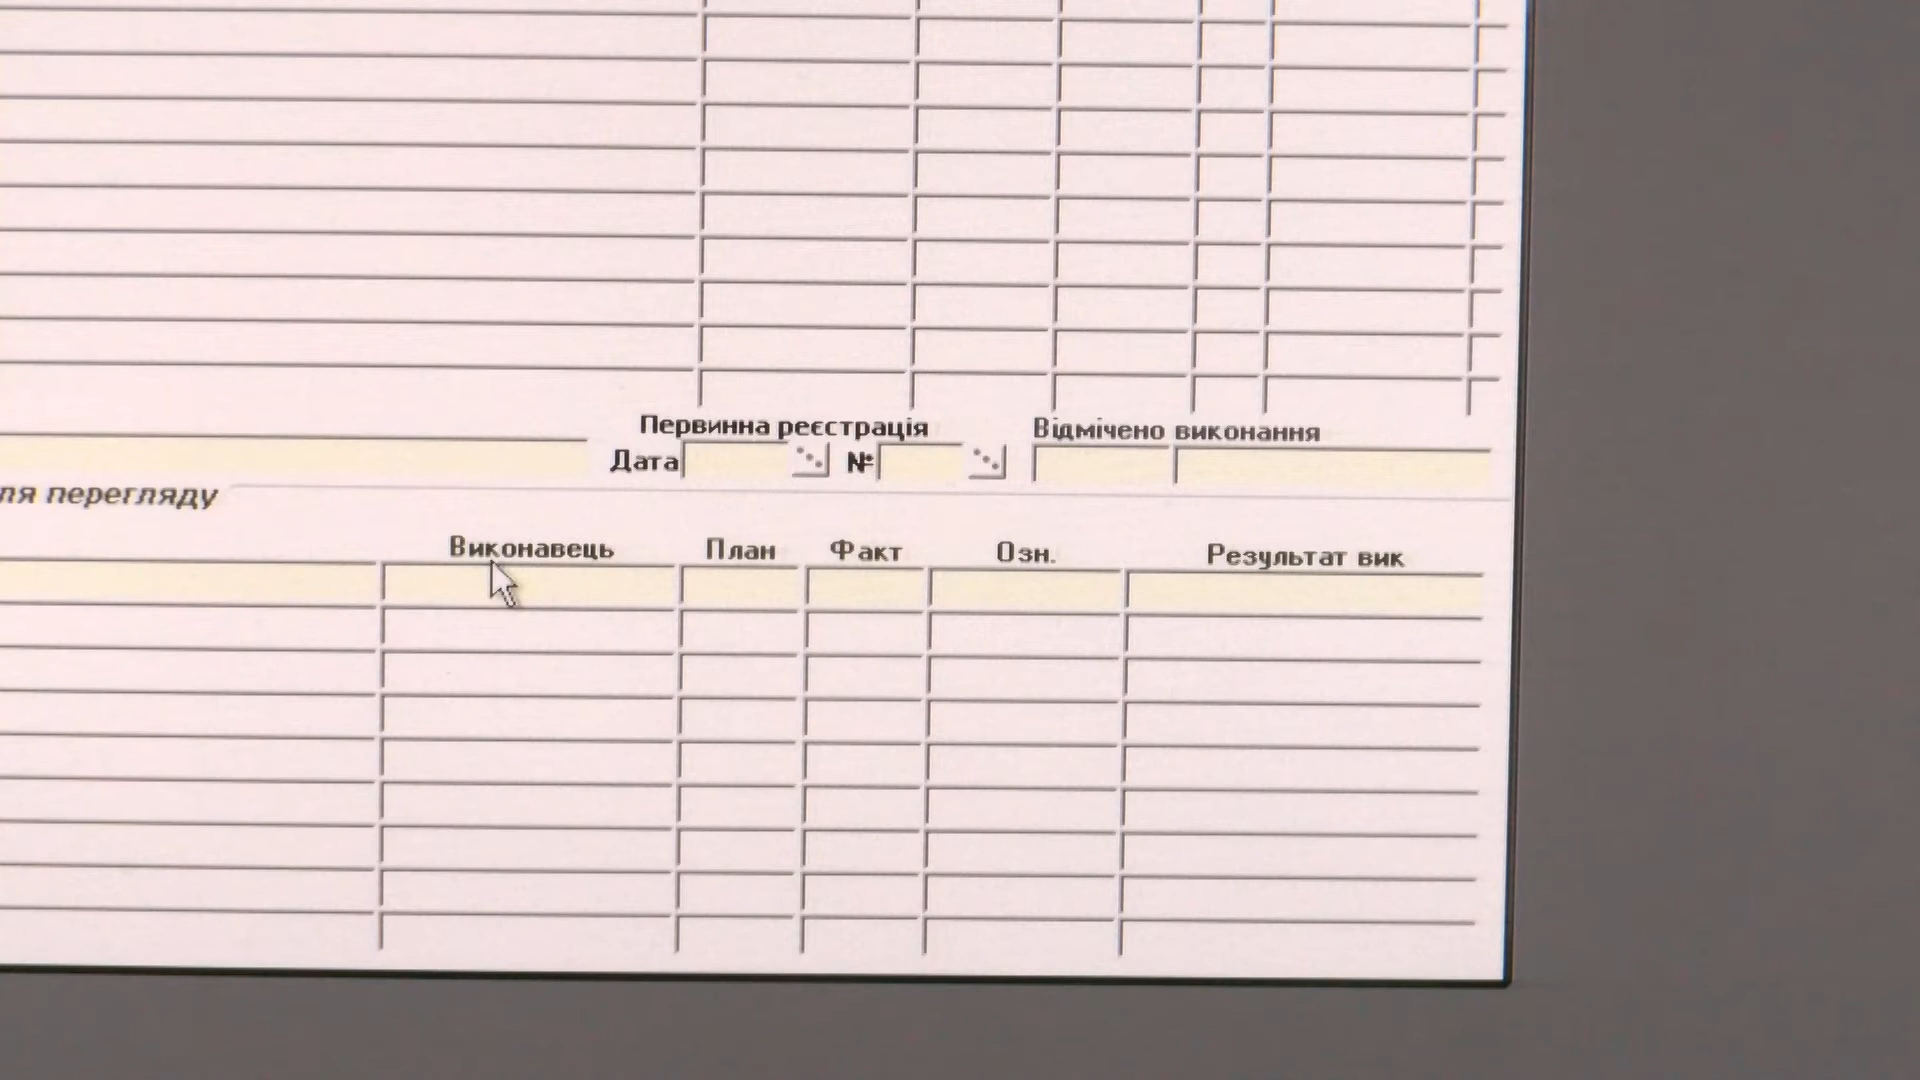 Первинна реєстрація
Відмічено виконання
Дата
№
ля перегляду
Виконавець
План
Факт
Озн.
Результат вик